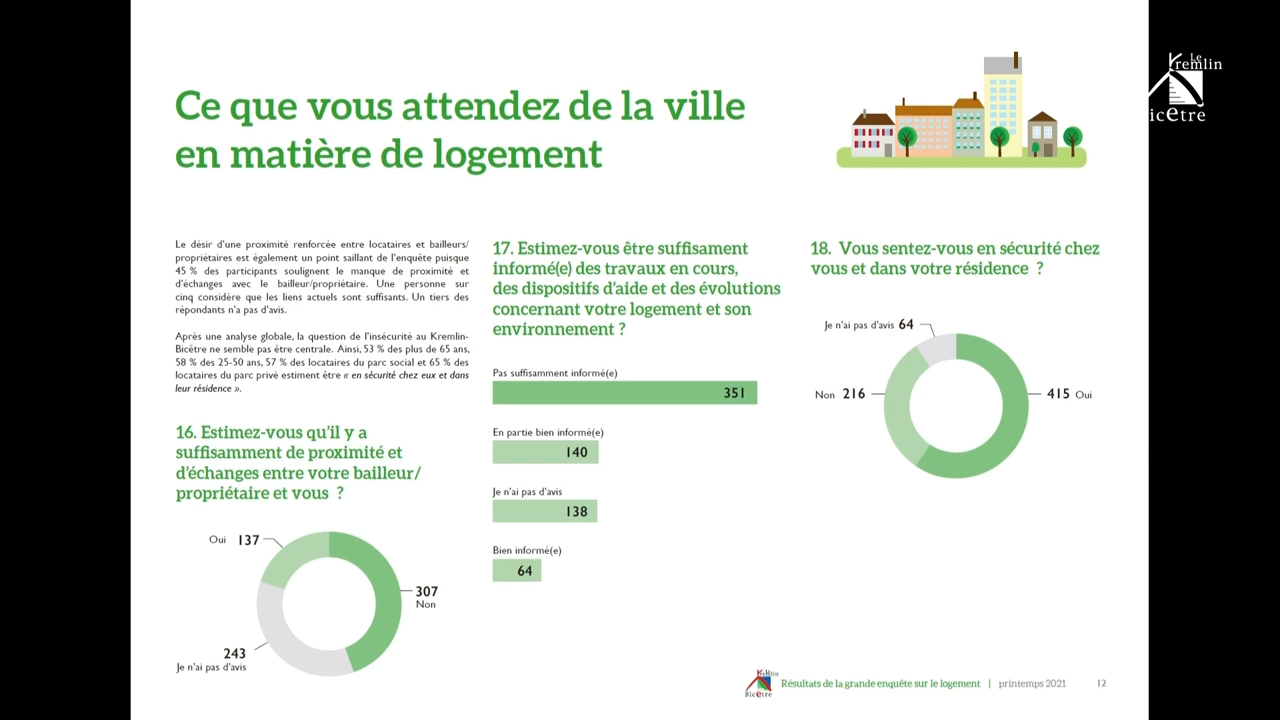 Le
Kremlin
Bicetre
Ce que vous attendez de la ville
en matière de logement
Le désir d'une proximité renforcée entre locataires et bailleurs/
propriétaires est également un point saillant de l'enquête puisque
45 % des participants soulignent le manque de proximité et
d'échanges avec le bailleur/propriétaire. Une personne sur
cinq considère que les liens actuels sont suffisants. Un tiers des
répondants n'a pas d'avis.
Après une analyse globale, la question de l'insécurité au Kremlin-
Bicêtre ne semble pas être centrale. Ainsi, 53 % des plus de 65 ans,
58 % des 25-50 ans, 57 % des locataires du parc social et 65 % des
locataires du parc privé estiment être « en sécurité chez eux et dans
leur résidence ».
16. Estimez-vous qu'il y a
suffisamment de proximité et
d'échanges entre votre bailleur/
propriétaire et vous ?
Oui 137
307
Non
243
Je n'ai pas d'avis
17. Estimez-vous être suffisament
informé(e) des travaux en cours,
des dispositifs d'aide et des évolutions
concernant votre logement et son
environnement ?
Pas suffisamment informé(e)
351
En partie bien informé(e)
140
Je n'ai pas d'avis
138
Bien informé(e)
64
18. Vous sentez-vous en sécurité chez
vous et dans votre résidence ?
Je n'ai pas d'avis 64
Non 216
415 Oui
Kremlin
Bicetre
Résultats de la grande enquête sur le logement | printemps 2021 12